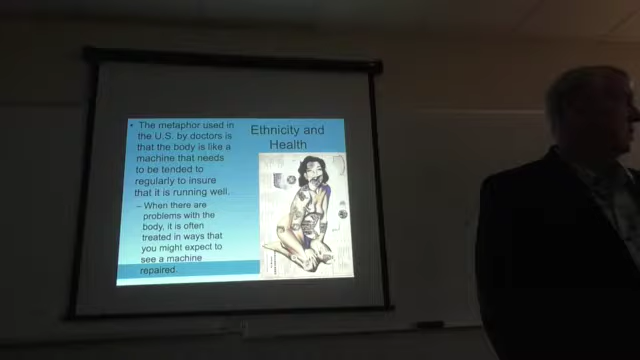 Ethnicity and
Health
• The metaphor used in
the U.S. by doctors is
that the body is like a
machine that needs
to be tended to
regularly to insure
that it is running well.
– When there are
problems with the
body, it is often
treated in ways that
you might expect to
see a machine
repaired.